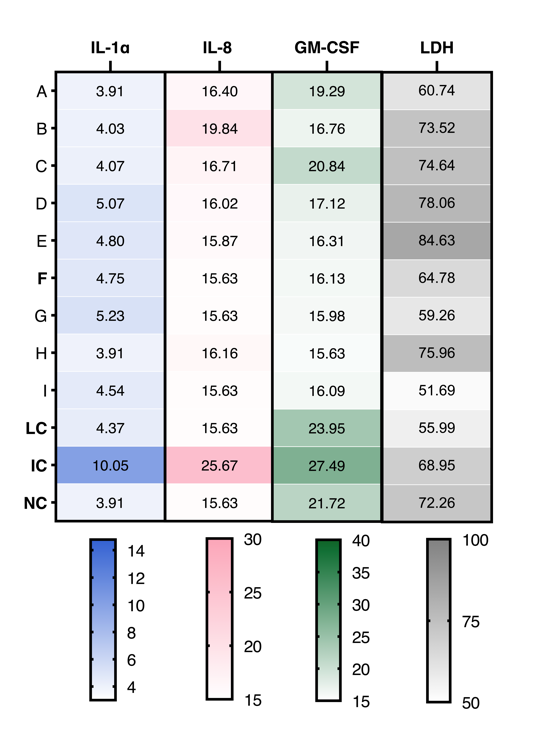 IL-1α IL-8 GM-CSF LDH
A 3.91 16.40 19.29 60.74
B 4.03 19.84 16.76 73.52
C 4.07 16.71 20.84 74.64
D 5.07 16.02 17.12 78.06
E 4.80 15.87 16.31 84.63
F 4.75 15.63 16.13 64.78
G 5.23 15.63 15.98 59.26
H 3.91 16.16 15.63 75.96
I 4.54 15.63 16.09 51.69
LC 4.37 15.63 23.95 55.99
IC 10.05 25.67 27.49 68.95
NC 3.91 15.63 21.72 72.26
14
12
10
8
6
4
30
25
20
15
40
35
30
25
20
15
100
75
50